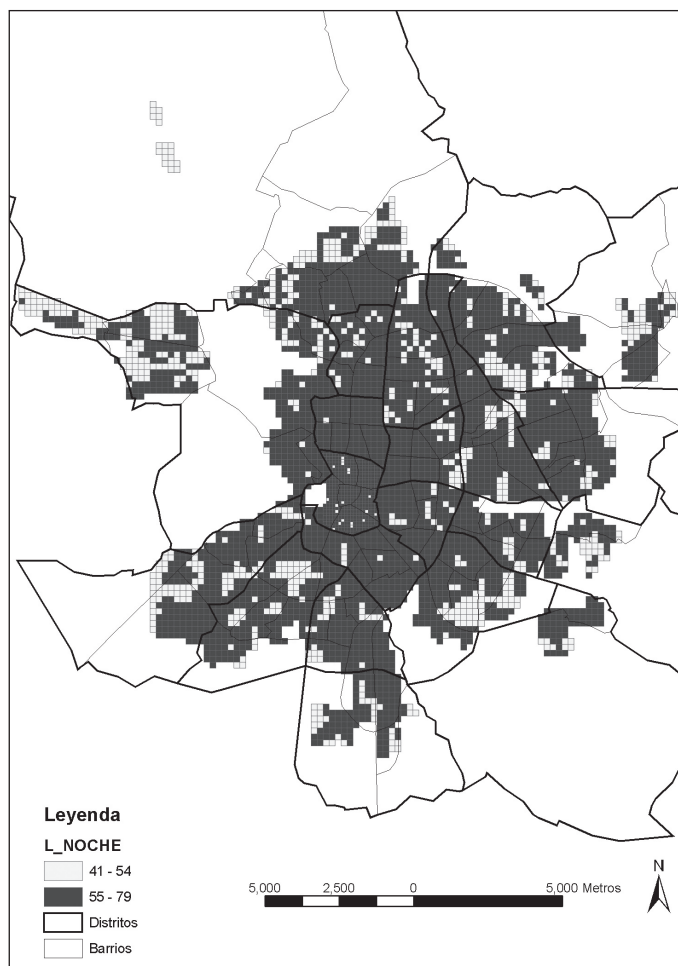 Leyenda
L_NOCHE
41 - 54
55 - 79
Distritos
Barrios
5,000 2,500 0 5,000 Metros
N